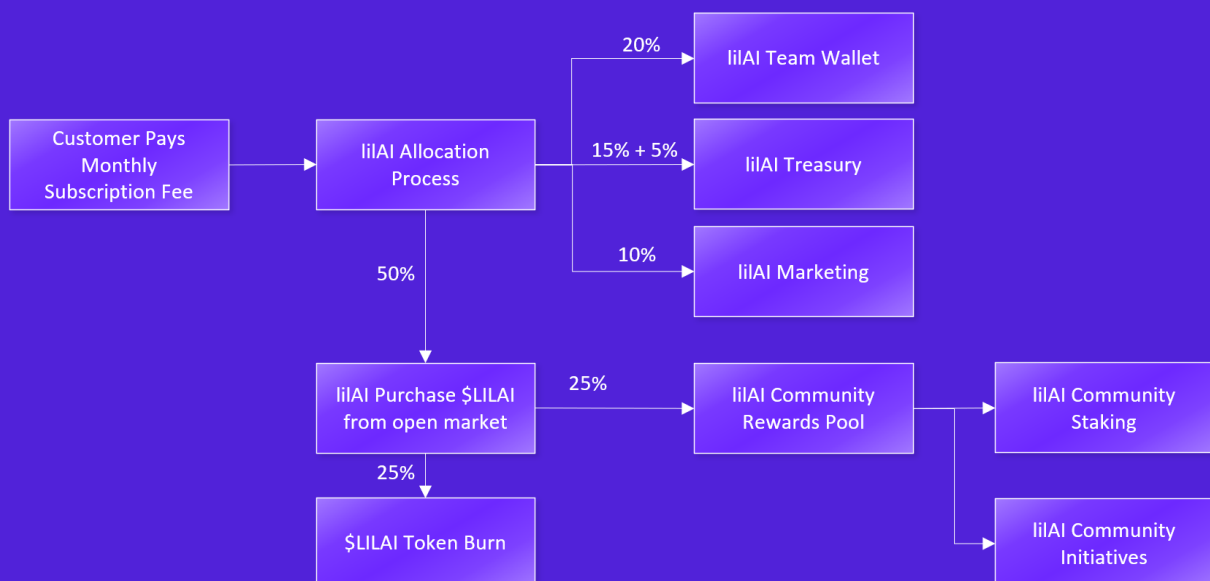 20%
lilAI Team Wallet
Customer Pays
Monthly
Subscription Fee
lilAI Allocation
Process
15% + 5%
lilAI Treasury
10%
lilAI Marketing
50%
lilAI Purchase $LILAI
from open market
25%
lilAI Community
Rewards Pool
lilAI Community
Staking
25%
$LILAI Token Burn
lilAI Community
Initiatives